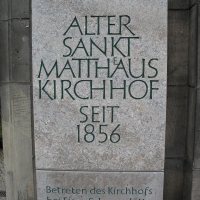 ALTER
SANKT
MATTHÄUS
KIRCHHOF
SEIT
1856
Betreten des Kirchhofs